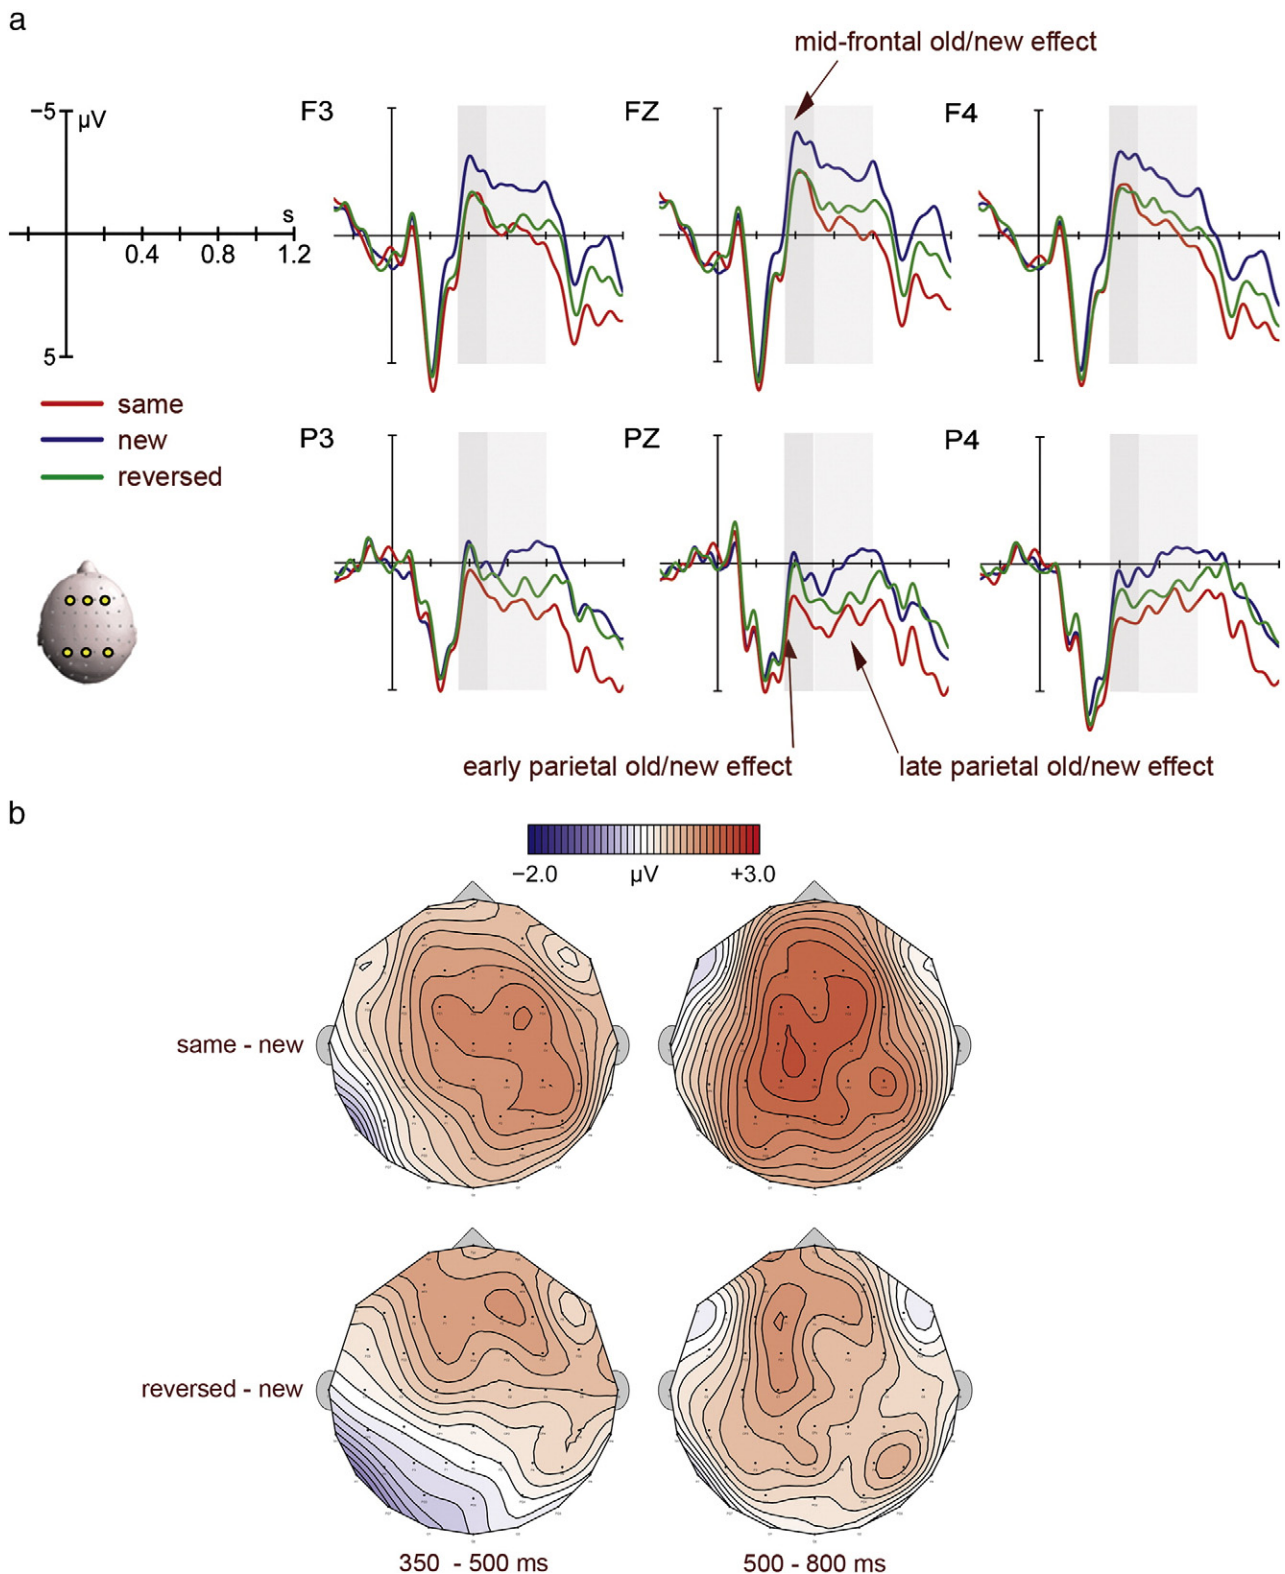 a
mid-frontal old/new effect
−5
µV
s
0.4 0.8 1.2
5
F3
FZ
F4
same
new
reversed
P3
PZ
P4
early parietal old/new effect
late parietal old/new effect
b
−2.0 µV +3.0
same - new
reversed - new
350 - 500 ms
500 - 800 ms